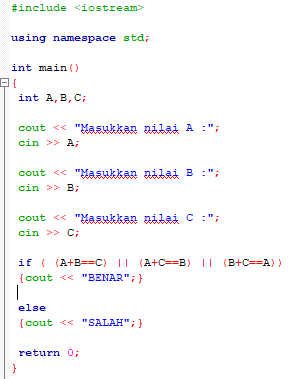 #include <iostream>
using namespace std;
int main()
{
int A,B,C;
cout << "Masukkan nilai A :";
cin >> A;
cout << "Masukkan nilai B :";
cin >> B;
cout << "Masukkan nilai C :";
cin >> C;
if ( (A+B==C) || (A+C==B) || (B+C==A))
{cout << "BENAR";}
else
{cout << "SALAH";}
return 0;
}